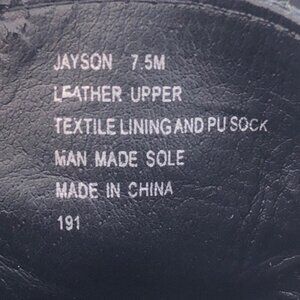 JAYSON 7.5M
LEATHER UPPER
TEXTILE LINING AND PU SOCK
MAN MADE SOLE
MADE IN CHINA
191